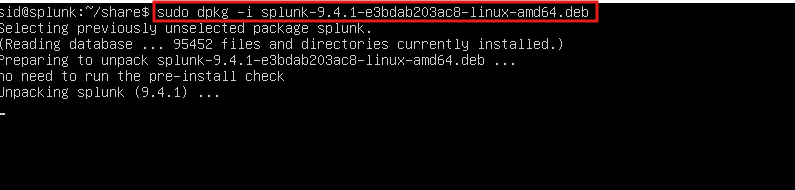 sid@splunk:~/share$ sudo dpkg -i splunk-9.4.1-e3bdab203ac8-linux-amd64.deb
Selecting previously unselected package splunk.
(Reading database ... 95452 files and directories currently installed.)
Preparing to unpack splunk-9.4.1-e3bdab203ac8-linux-amd64.deb ...
no need to run the pre-install check
Unpacking splunk (9.4.1) ...